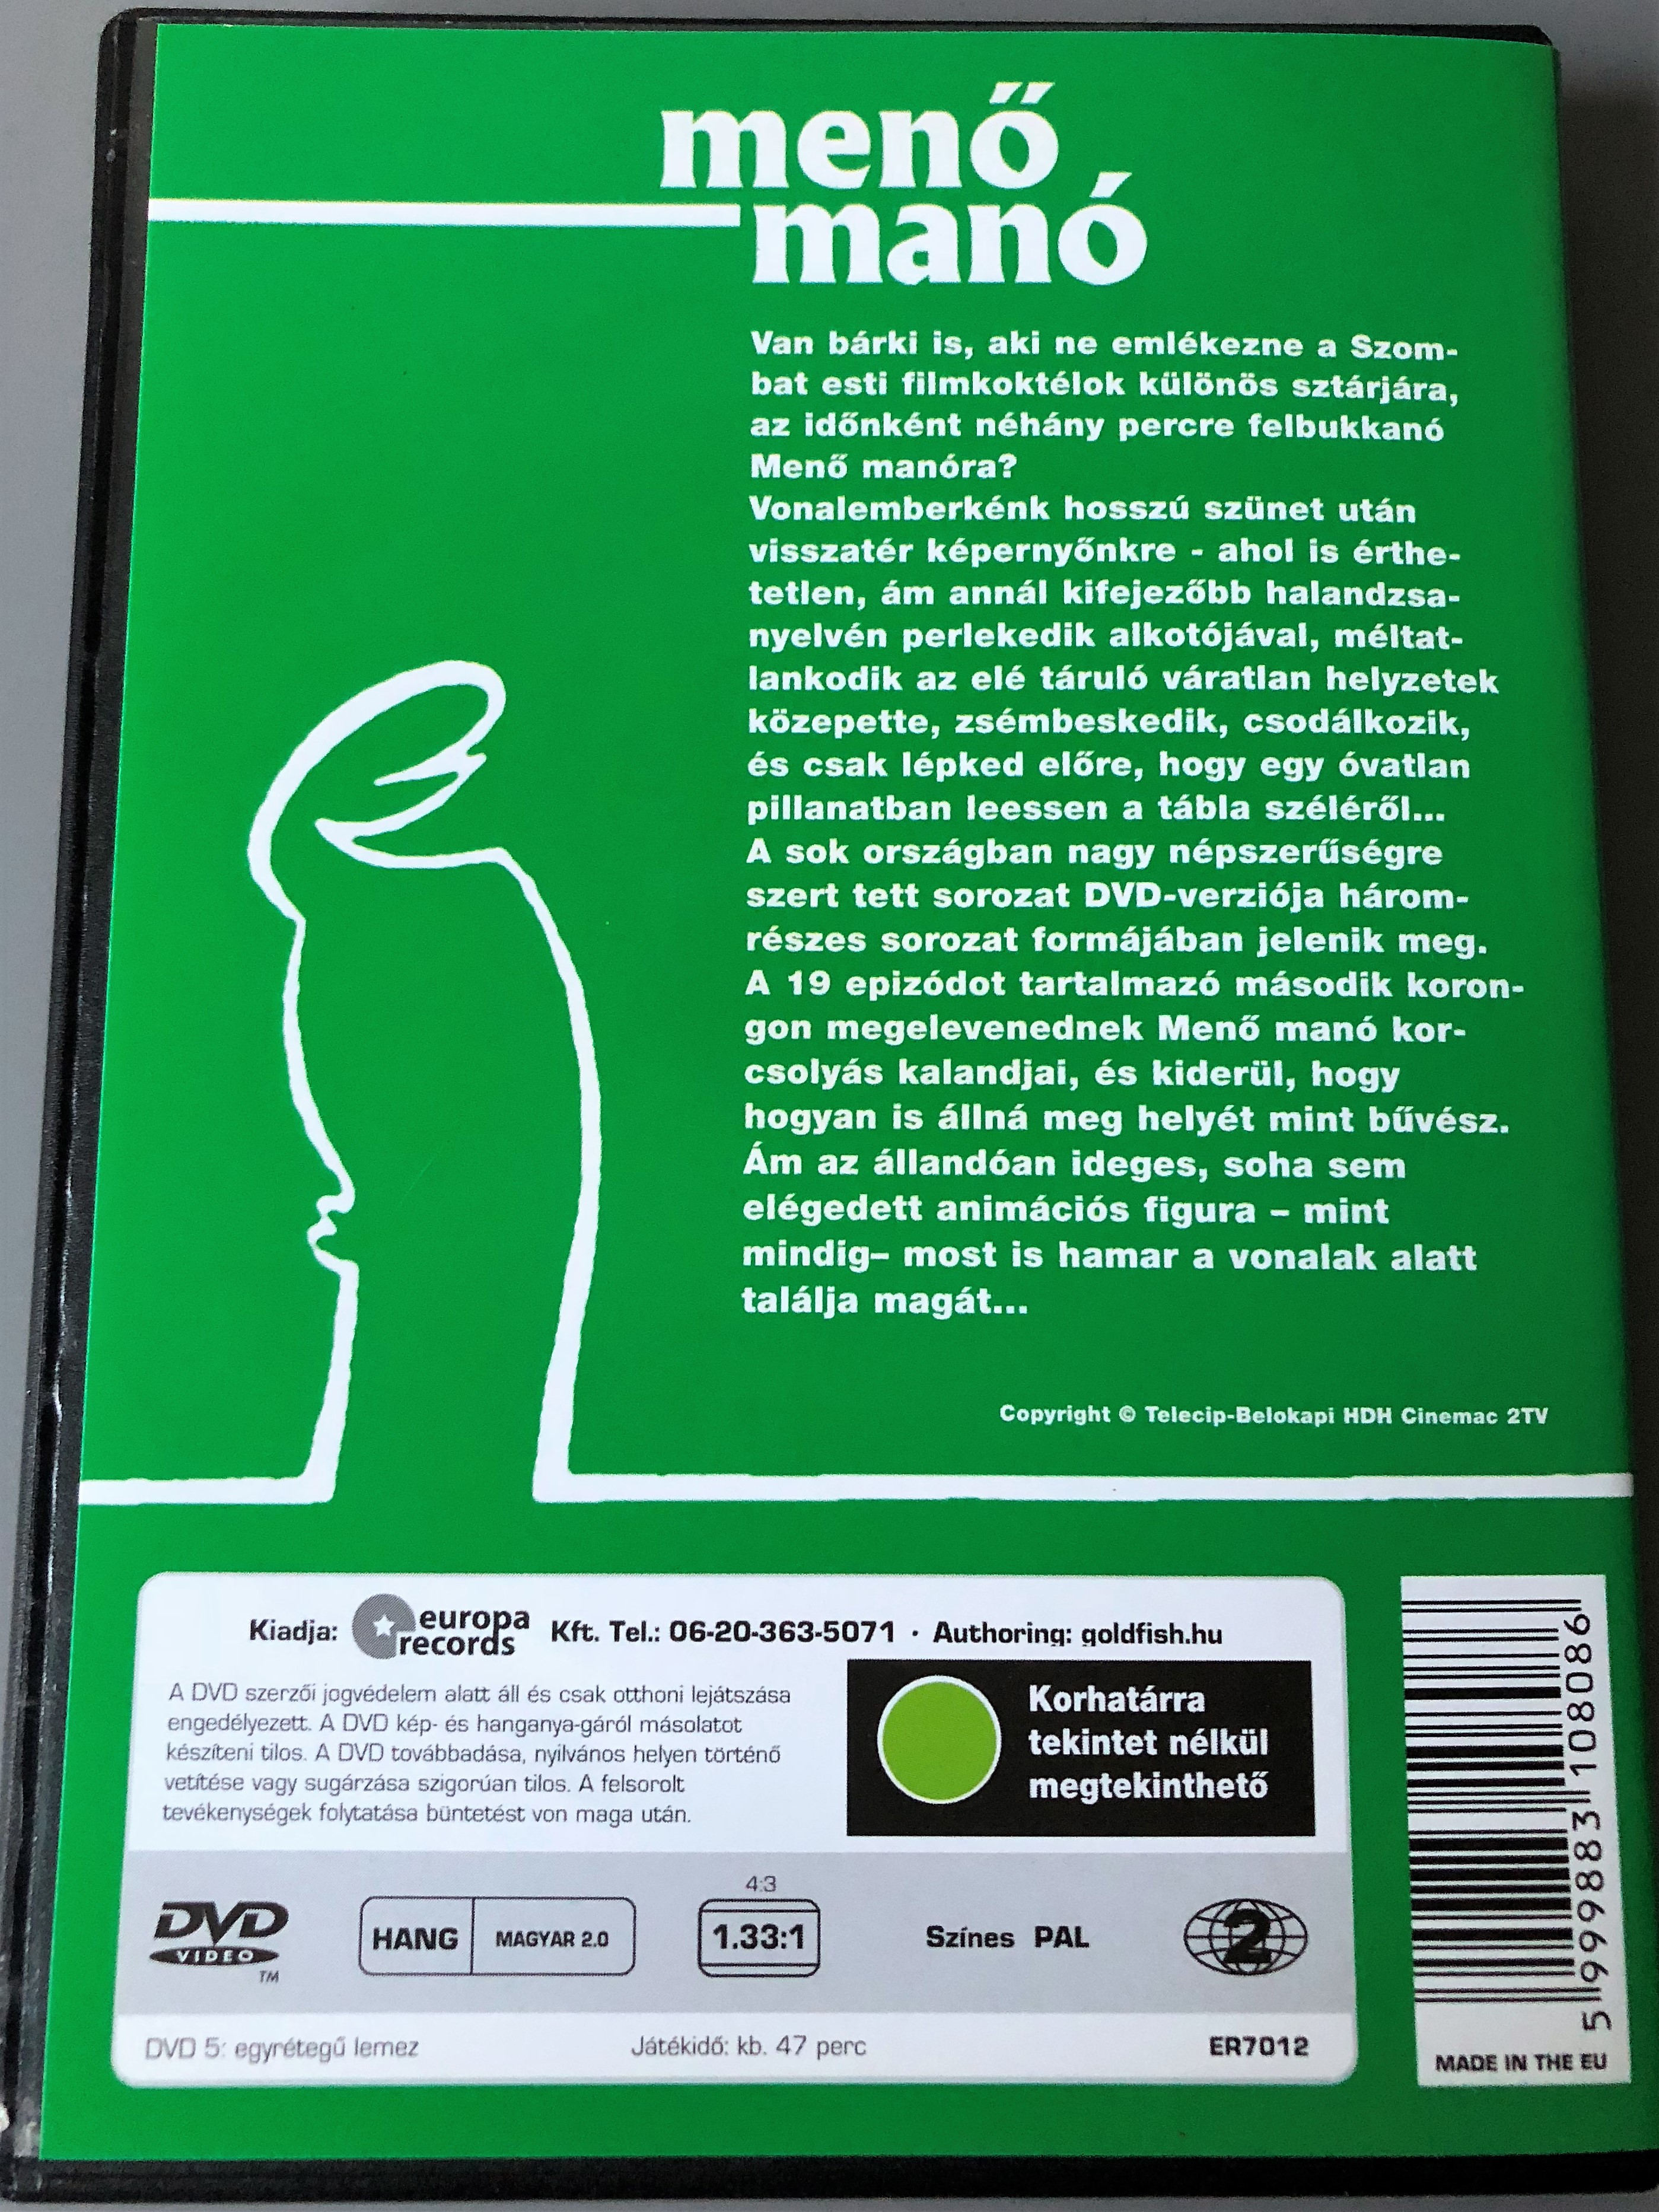 menő
manó
Van bárki is, aki ne emlékezne a Szom-
bat esti filmkoktélok különös sztárjára,
az időnként néhány percre felbukkanó
Menő manóra?
Vonalemberkénk hosszú szünet után
visszatér képernyőnkre - ahol is érthe-
tetlen, ám annál kifejezőbb halandzsa-
nyelvén perlekedik alkotójával, méltat-
lankodik az elé táruló váratlan helyzetek
közepette, zsémbeskedik, csodálkozik,
és csak lépked előre, hogy egy óvatlan
pillanatban leessen a tábla széléről...
A sok országban nagy népszerűségre
szert tett sorozat DVD-verziója három-
részes sorozat formájában jelenik meg.
A 19 epizódot tartalmazó második koron-
gon megelevenednek Menő manó kor-
csolyás kalandjai, és kiderül, hogy
hogyan is állná meg helyét mint bűvész.
Ám az állandóan ideges, soha sem
elégedett animációs figura – mint
mindig– most is hamar a vonalak alatt
találja magát...
Copyright © Telecip-Belokapi HDH Cinemac 2TV
Kiadja: europa records Kft. Tel.: 06-20-363-5071 · Authoring: goldfish.hu
A DVD szerzői jogvédelem alatt áll és csak otthoni lejátszása
engedélyezett. A DVD kép- és hanganya-gáról másolatot
készíteni tilos. A DVD továbbadása, nyilvános helyen történő
vetítése vagy sugárzása szigorúan tilos. A felsorolt
tevékenységek folytatása büntetést von maga után.
Korhatárra
tekintet nélkül
megtekinthető
DVD
VIDEO
TM
HANG MAGYAR 2.0
4:3
1.33:1
Színes PAL
2
DVD 5: egyrétegű lemez
Játékidő: kb. 47 perc
ER7012
5 999883 108086
MADE IN THE EU